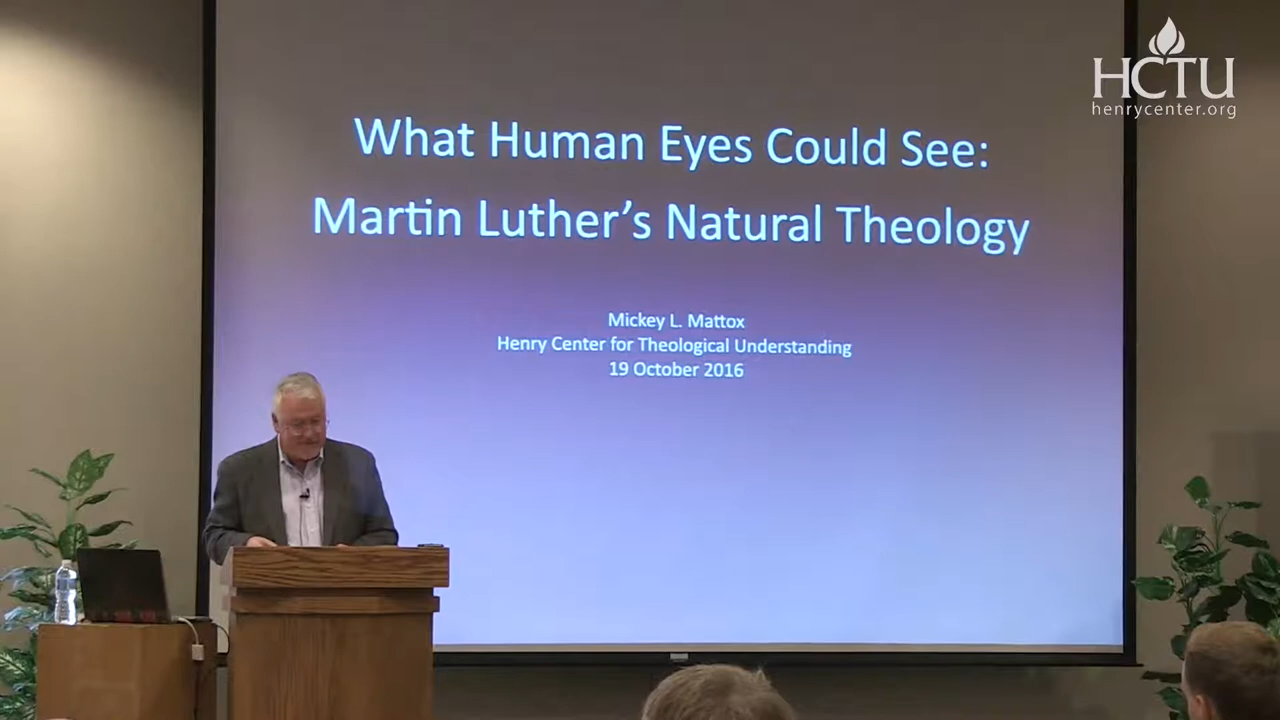 HCTU
henrycenter.org
What Human Eyes Could See:
Martin Luther’s Natural Theology
Mickey L. Mattox
Henry Center for Theological Understanding
19 October 2016